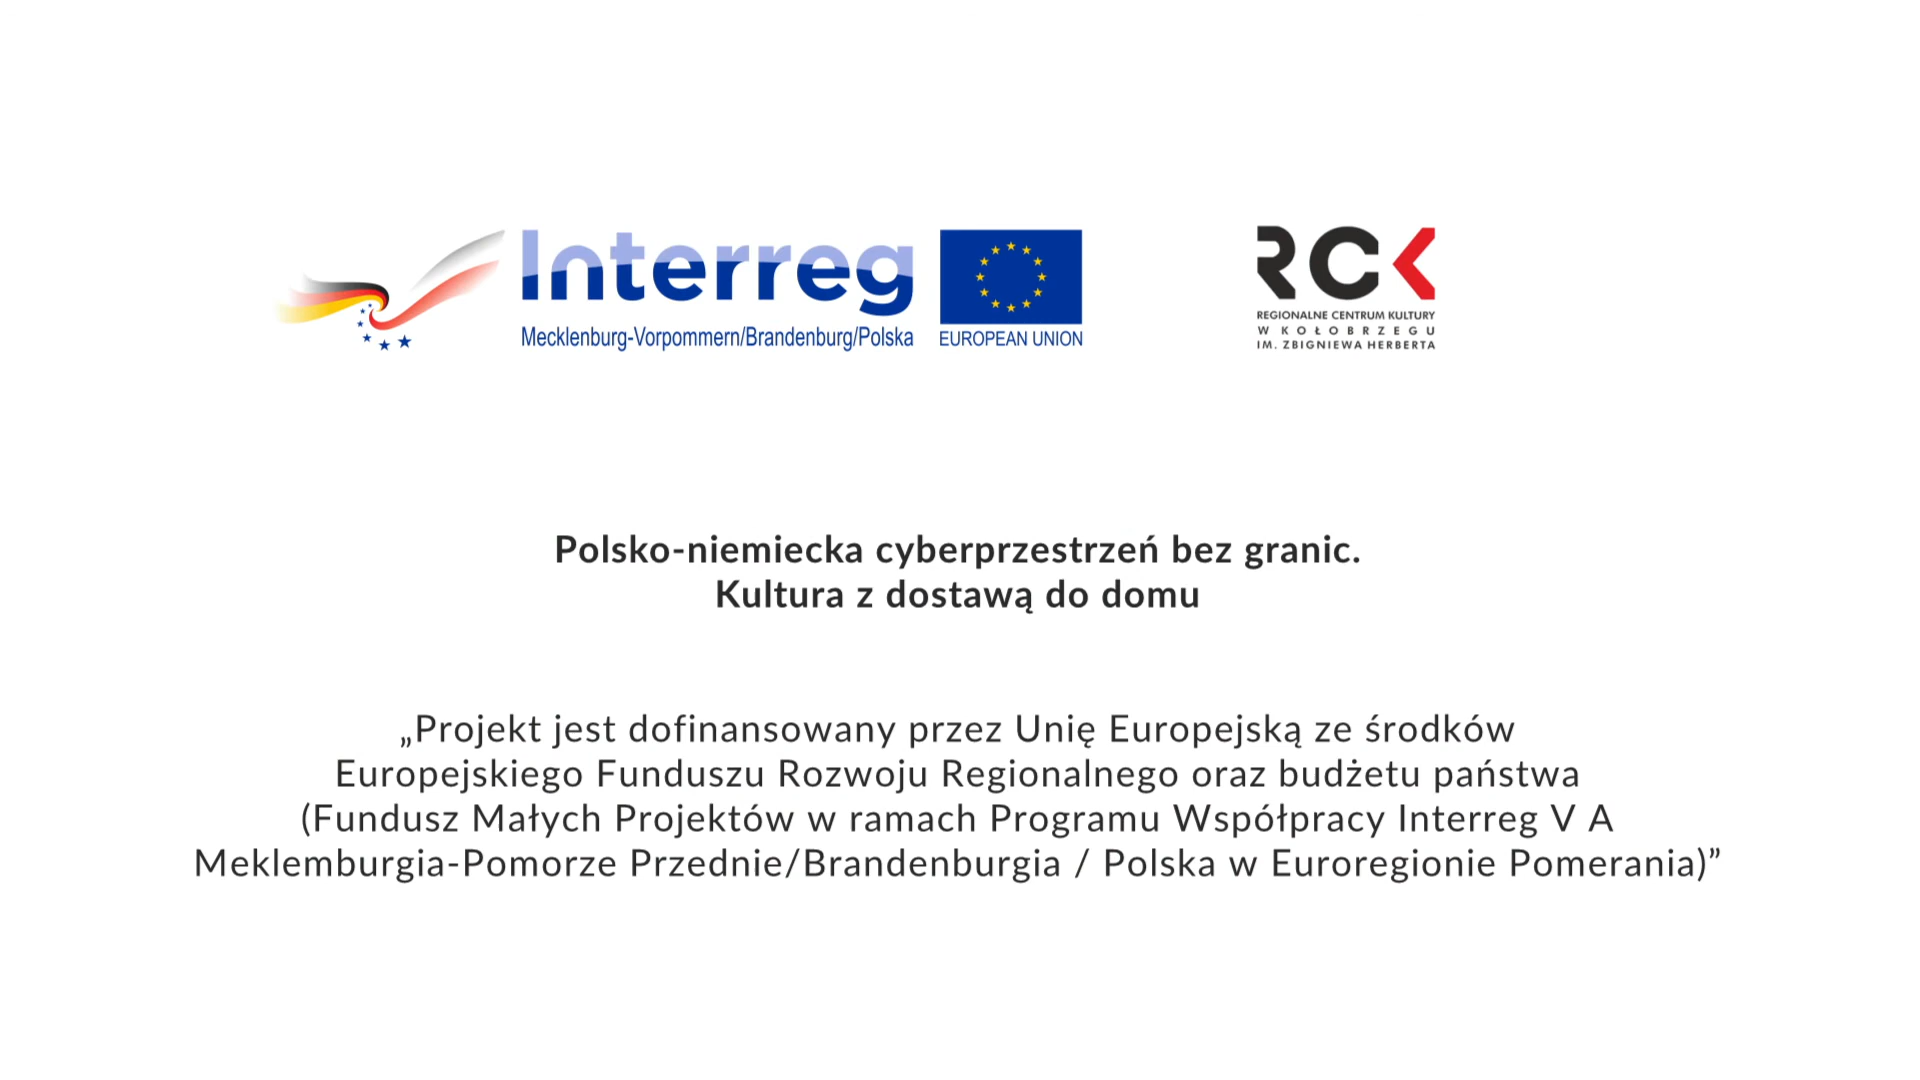 Interreg
Mecklenburg-Vorpommern/Brandenburg/Polska
EUROPEAN UNION
RCK
REGIONALNE CENTRUM KULTURY
W KOŁOBRZEGU
IM. ZBIGNIEWA HERBERTA
Polsko-niemiecka cyberprzestrzeń bez granic.
Kultura z dostawą do domu
„Projekt jest dofinansowany przez Unię Europejską ze środków
Europejskiego Funduszu Rozwoju Regionalnego oraz budżetu państwa
(Fundusz Małych Projektów w ramach Programu Współpracy Interreg V A
Meklemburgia-Pomorze Przednie/Brandenburgia / Polska w Euroregionie Pomerania)”